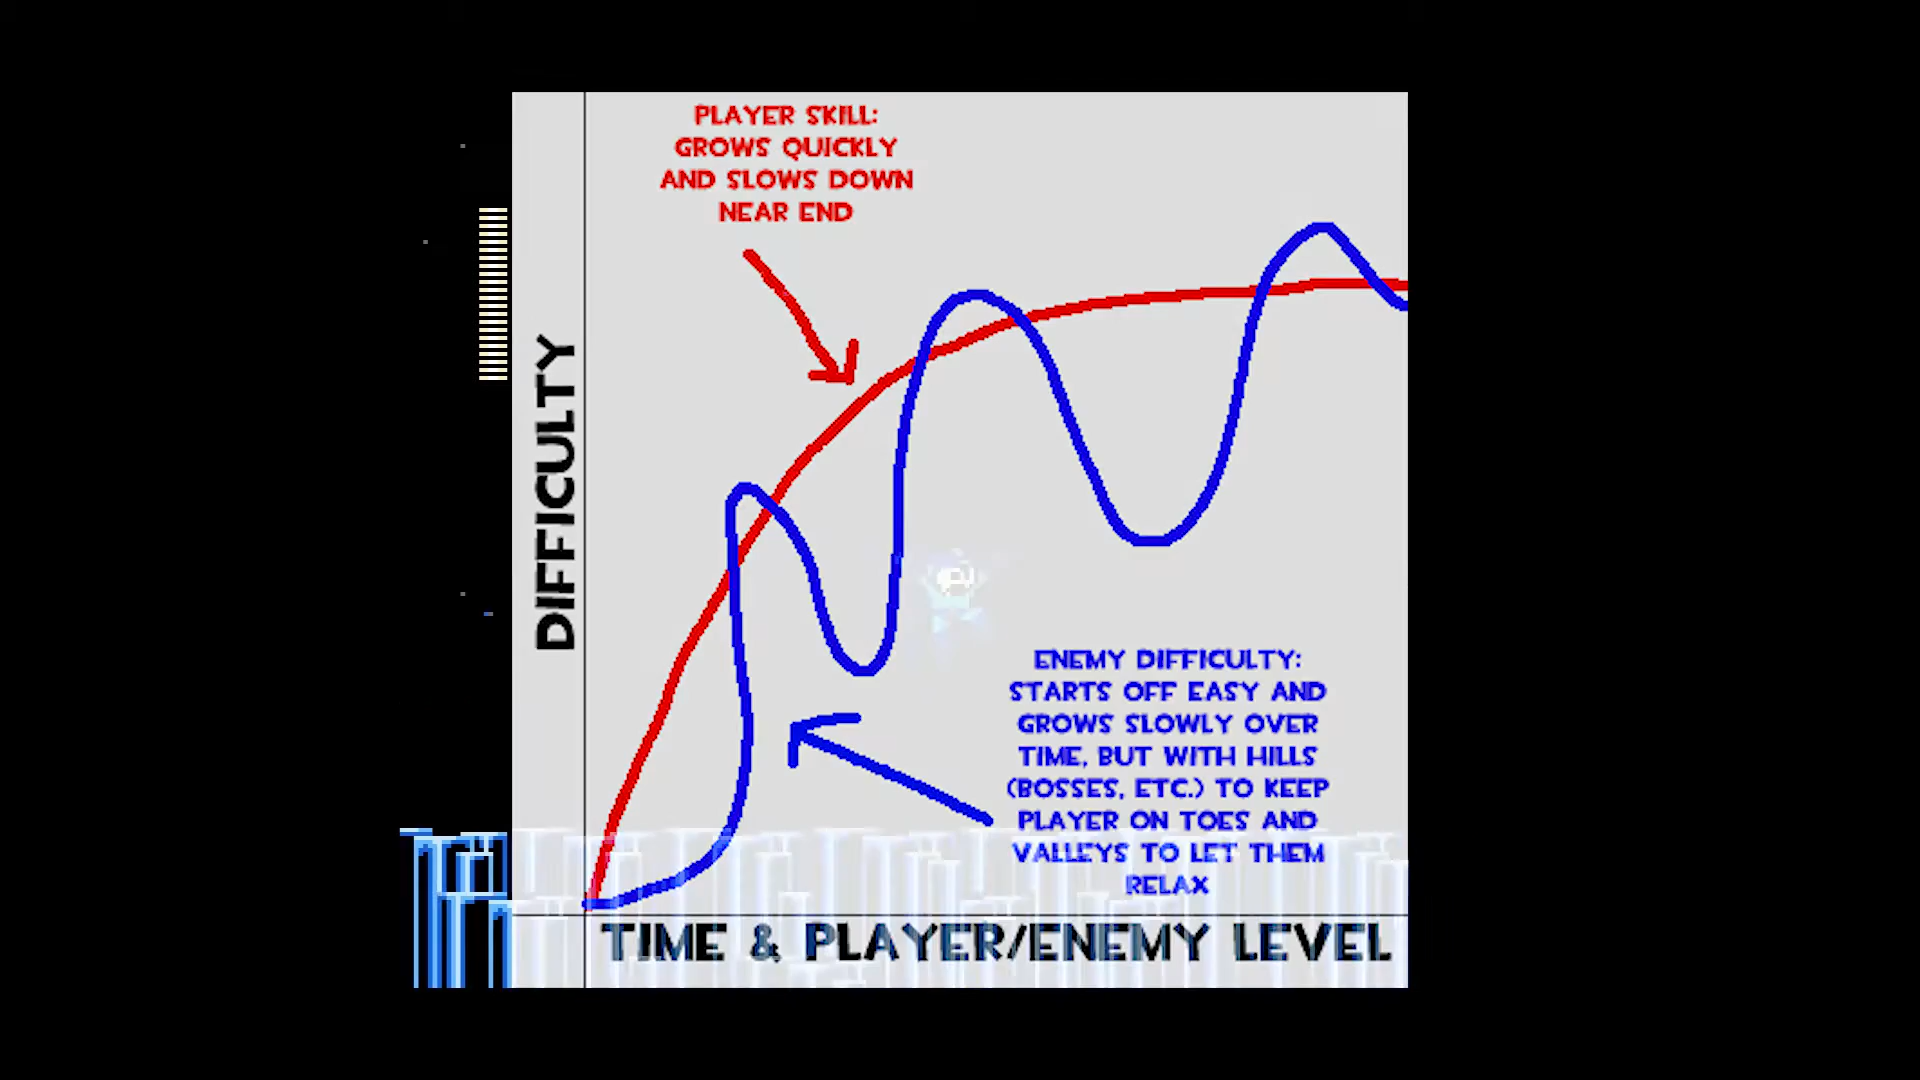 PLAYER SKILL:
GROWS QUICKLY
AND SLOWS DOWN
NEAR END
DIFFICULTY
ENEMY DIFFICULTY:
STARTS OFF EASY AND
GROWS SLOWLY OVER
TIME, BUT WITH HILLS
(BOSSES, ETC.) TO KEEP
PLAYER ON TOES AND
VALLEYS TO LET THEM
RELAX
TIME & PLAYER/ENEMY LEVEL